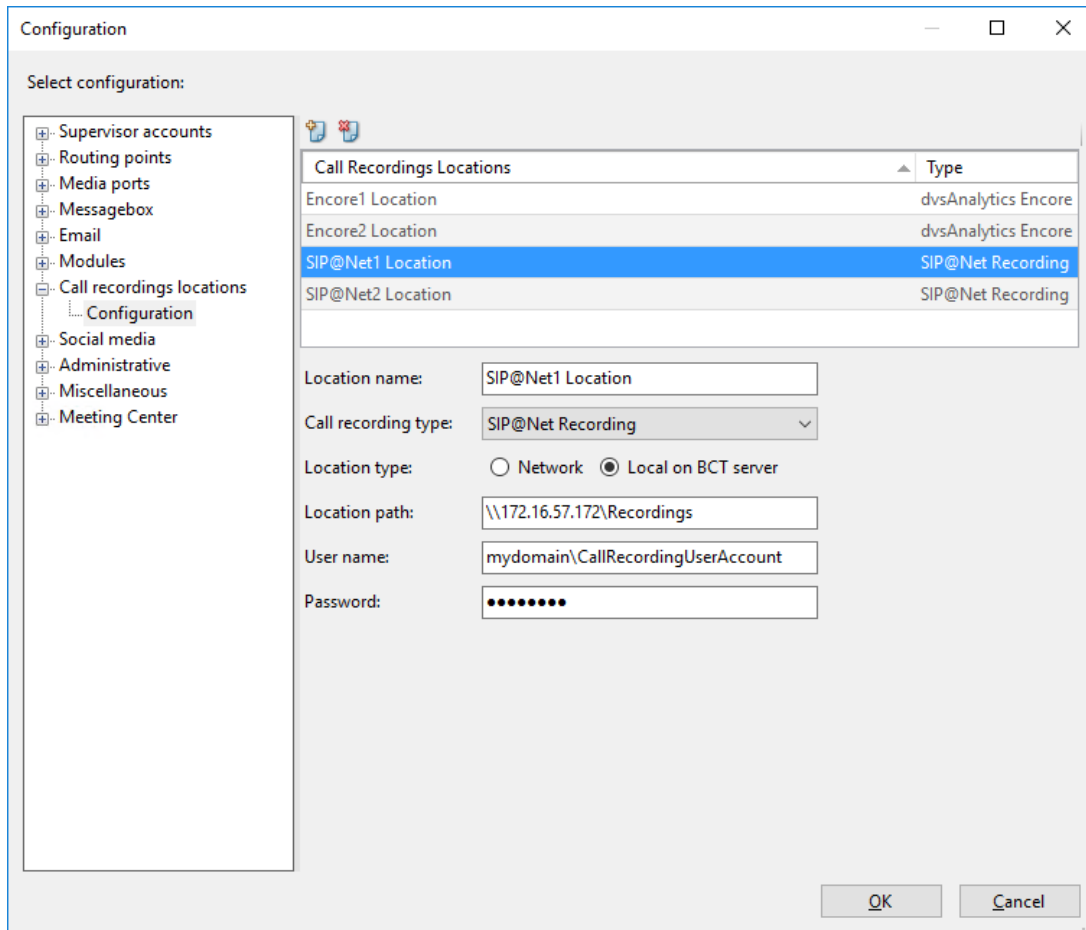 Configuration
Select configuration:
Supervisor accounts
Routing points
Media ports
Messagebox
Email
Modules
Call recordings locations
Configuration
Social media
Administrative
Miscellaneous
Meeting Center
Call Recordings Locations Type
Encore1 Location dvsAnalytics Encore
Encore2 Location dvsAnalytics Encore
SIP@Net1 Location SIP@Net Recording
SIP@Net2 Location SIP@Net Recording
Location name: SIP@Net1 Location
Call recording type: SIP@Net Recording
Location type: Network Local on BCT server
Location path: \\172.16.57.172\Recordings
User name: mydomain\CallRecordingUserAccount
Password: ●●●●●●●●
OK Cancel